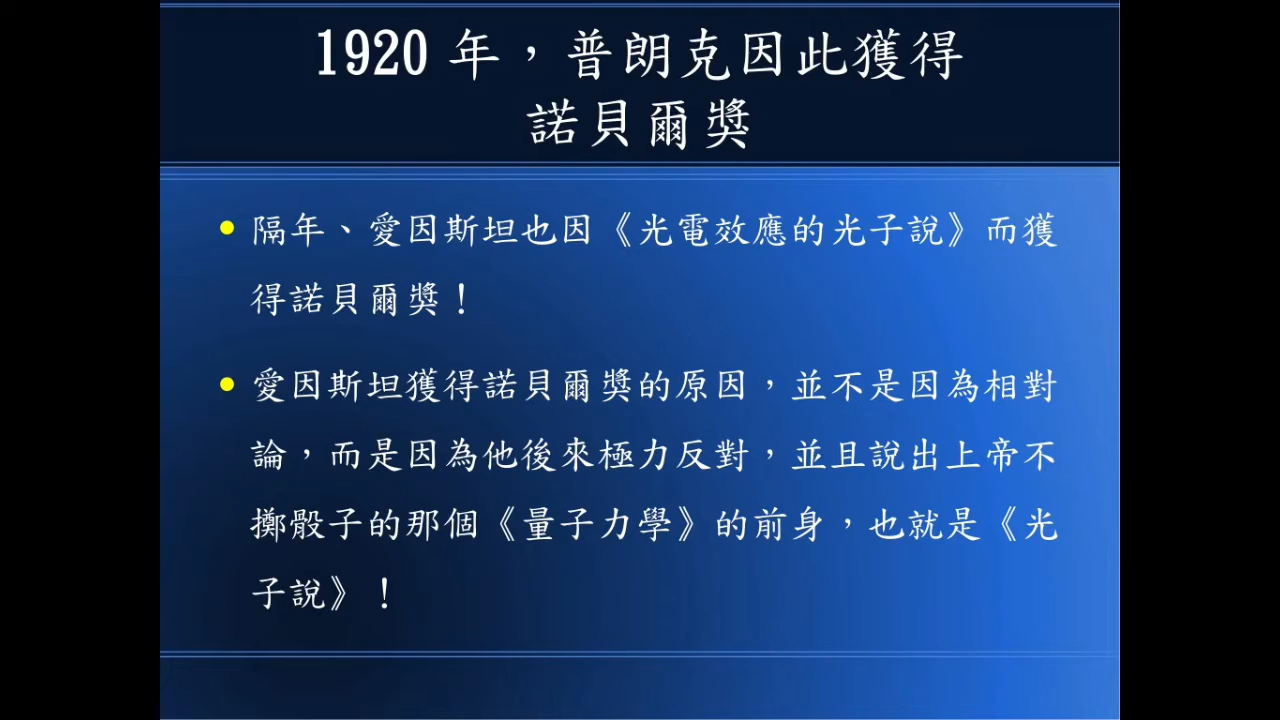 1920 年，普朗克因此獲得
諾貝爾獎
隔年、愛因斯坦也因《光電效應的光子說》而獲
得諾貝爾獎！
愛因斯坦獲得諾貝爾獎的原因，並不是因為相對
論，而是因為他後來極力反對，並且說出上帝不
擲骰子的那個《量子力學》的前身，也就是《光
子說》！